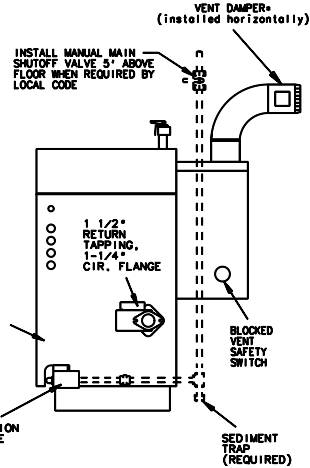 VENT DAMPER*
(installed horizontally)
INSTALL MANUAL MAIN
SHUTOFF VALVE 5' ABOVE
FLOOR WHEN REQUIRED BY
LOCAL CODE
1 1/2"
RETURN
TAPPING,
1-1/4"
CIR. FLANGE
BLOCKED
VENT
SAFETY
SWITCH
ION
E
SEDIMENT
TRAP
(REQUIRED)